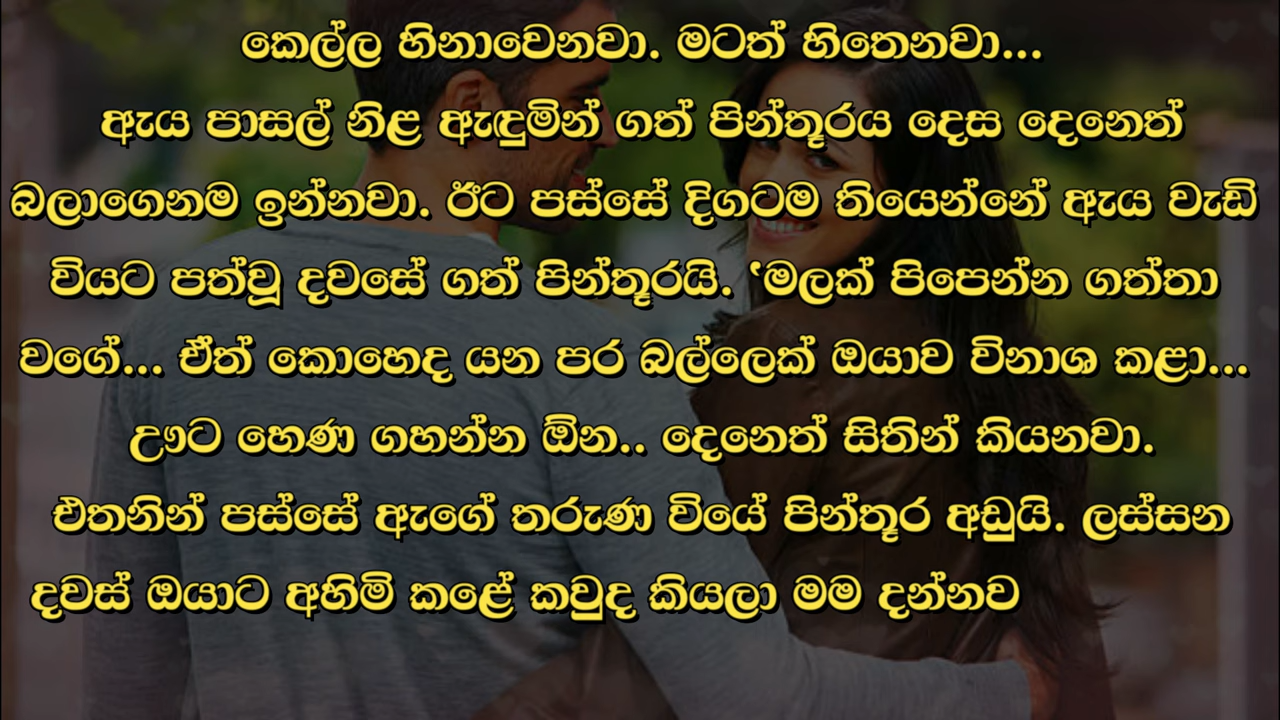 කෙල්ල හිනාවෙනවා. මටත් හිතෙනවා...
ඇය පාසල් නිළ ඇඳුමින් ගත් පින්තූරය දෙස දෙනෙත්
බලාගෙනම ඉන්නවා. ඊට පස්සේ දිගටම තියෙන්නේ ඇය වැඩි
වියට පත්වූ දවසේ ගත් පින්තූරයි. ‘මලක් පිපෙන්න ගත්තා
වගේ... ඒත් කොහෙද යන පර බල්ලෙක් ඔයාව විනාශ කළා...
ඌට හෙණ ගහන්න ඕන.. දෙනෙත් සිතින් කියනවා.
එතනින් පස්සේ ඇගේ තරුණ වියේ පින්තූර අඩුයි. ලස්සන
දවස් ඔයාට අහිමි කළේ කවුද කියලා මම දන්නව